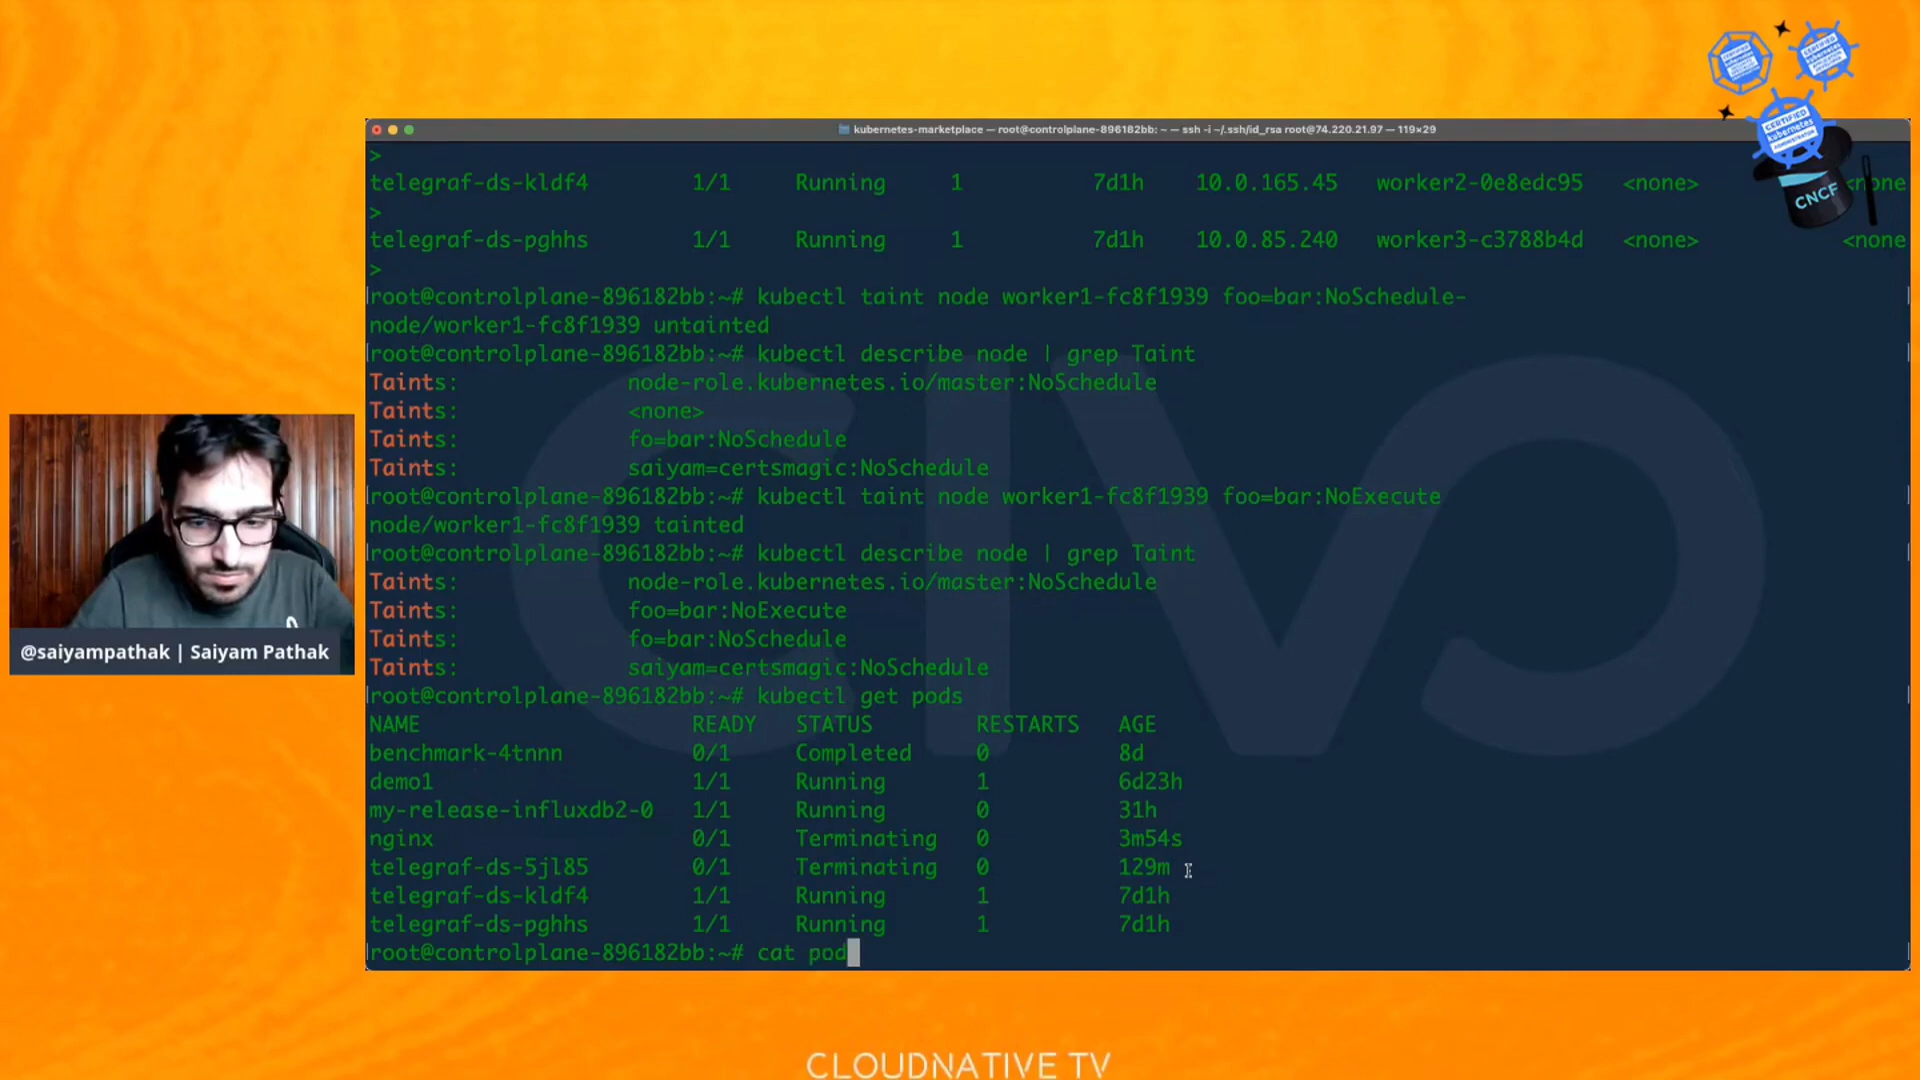 kubernetes-marketplace — root@controlplane-896182bb: ~ — ssh -i ~/.ssh/id_rsa root@74.220.21.97 — 119×29
>
telegraf-ds-kldf4 1/1 Running 1 7d1h 10.0.165.45 worker2-0e8edc95 <none> <none
>
telegraf-ds-pghhs 1/1 Running 1 7d1h 10.0.85.240 worker3-c3788b4d <none> <none
>
root@controlplane-896182bb:~# kubectl taint node worker1-fc8f1939 foo=bar:NoSchedule-
node/worker1-fc8f1939 untainted
root@controlplane-896182bb:~# kubectl describe node | grep Taint
Taints: node-role.kubernetes.io/master:NoSchedule
Taints: <none>
Taints: fo=bar:NoSchedule
Taints: saiyam=certsmagic:NoSchedule
root@controlplane-896182bb:~# kubectl taint node worker1-fc8f1939 foo=bar:NoExecute
node/worker1-fc8f1939 tainted
root@controlplane-896182bb:~# kubectl describe node | grep Taint
Taints: node-role.kubernetes.io/master:NoSchedule
Taints: foo=bar:NoExecute
Taints: fo=bar:NoSchedule
Taints: saiyam=certsmagic:NoSchedule
root@controlplane-896182bb:~# kubectl get pods
NAME READY STATUS RESTARTS AGE
benchmark-4tnnn 0/1 Completed 0 8d
demo1 1/1 Running 1 6d23h
my-release-influxdb2-0 1/1 Running 0 31h
nginx 0/1 Terminating 0 3m54s
telegraf-ds-5jl85 0/1 Terminating 0 129m
telegraf-ds-kldf4 1/1 Running 1 7d1h
telegraf-ds-pghhs 1/1 Running 1 7d1h
root@controlplane-896182bb:~# cat pod
CIVO
@saiyampathak | Saiyam Pathak
CERTIFIED
kubernetes
ADMINISTRATOR
CNCF
CLOUDNATIVE TV